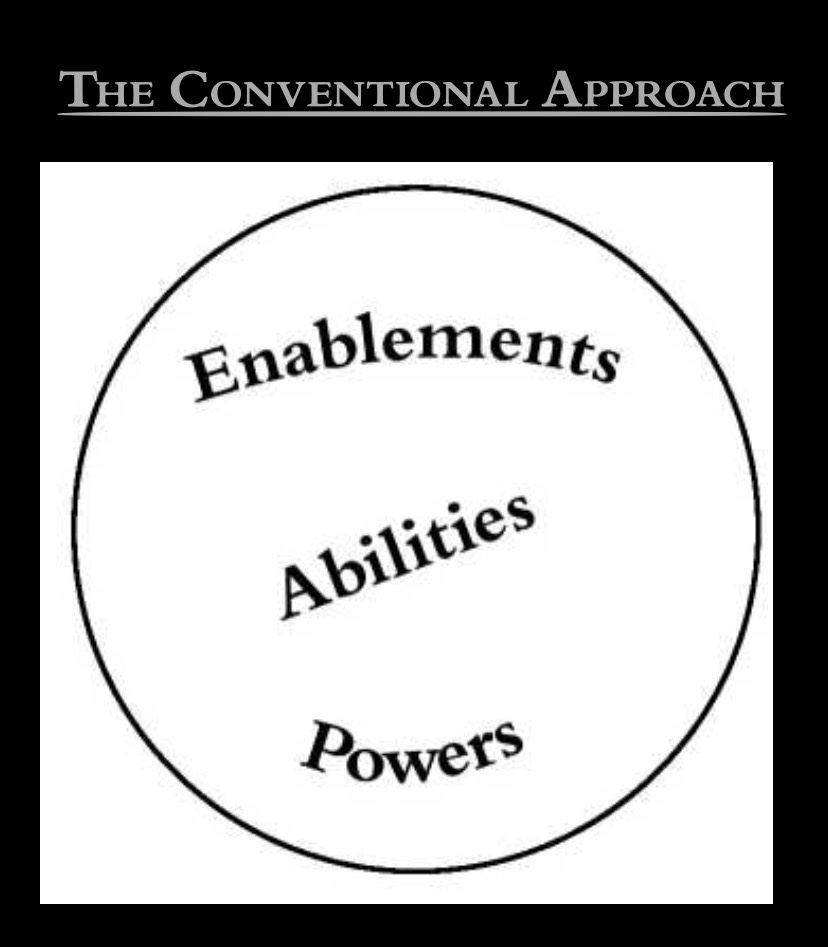 THE CONVENTIONAL APPROACH
Enablements
Abilities
Powers